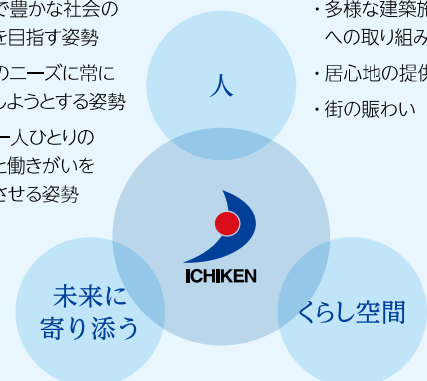 で豊かな社会の
を目指す姿勢
のニーズに常に
しようとする姿勢
一人ひとりの
と働きがいを
させる姿勢
人
・多様な建築施
への取り組み
・居心地の提供
・街の賑わい
ICHIKEN
未来に
寄り添う
くらし空間